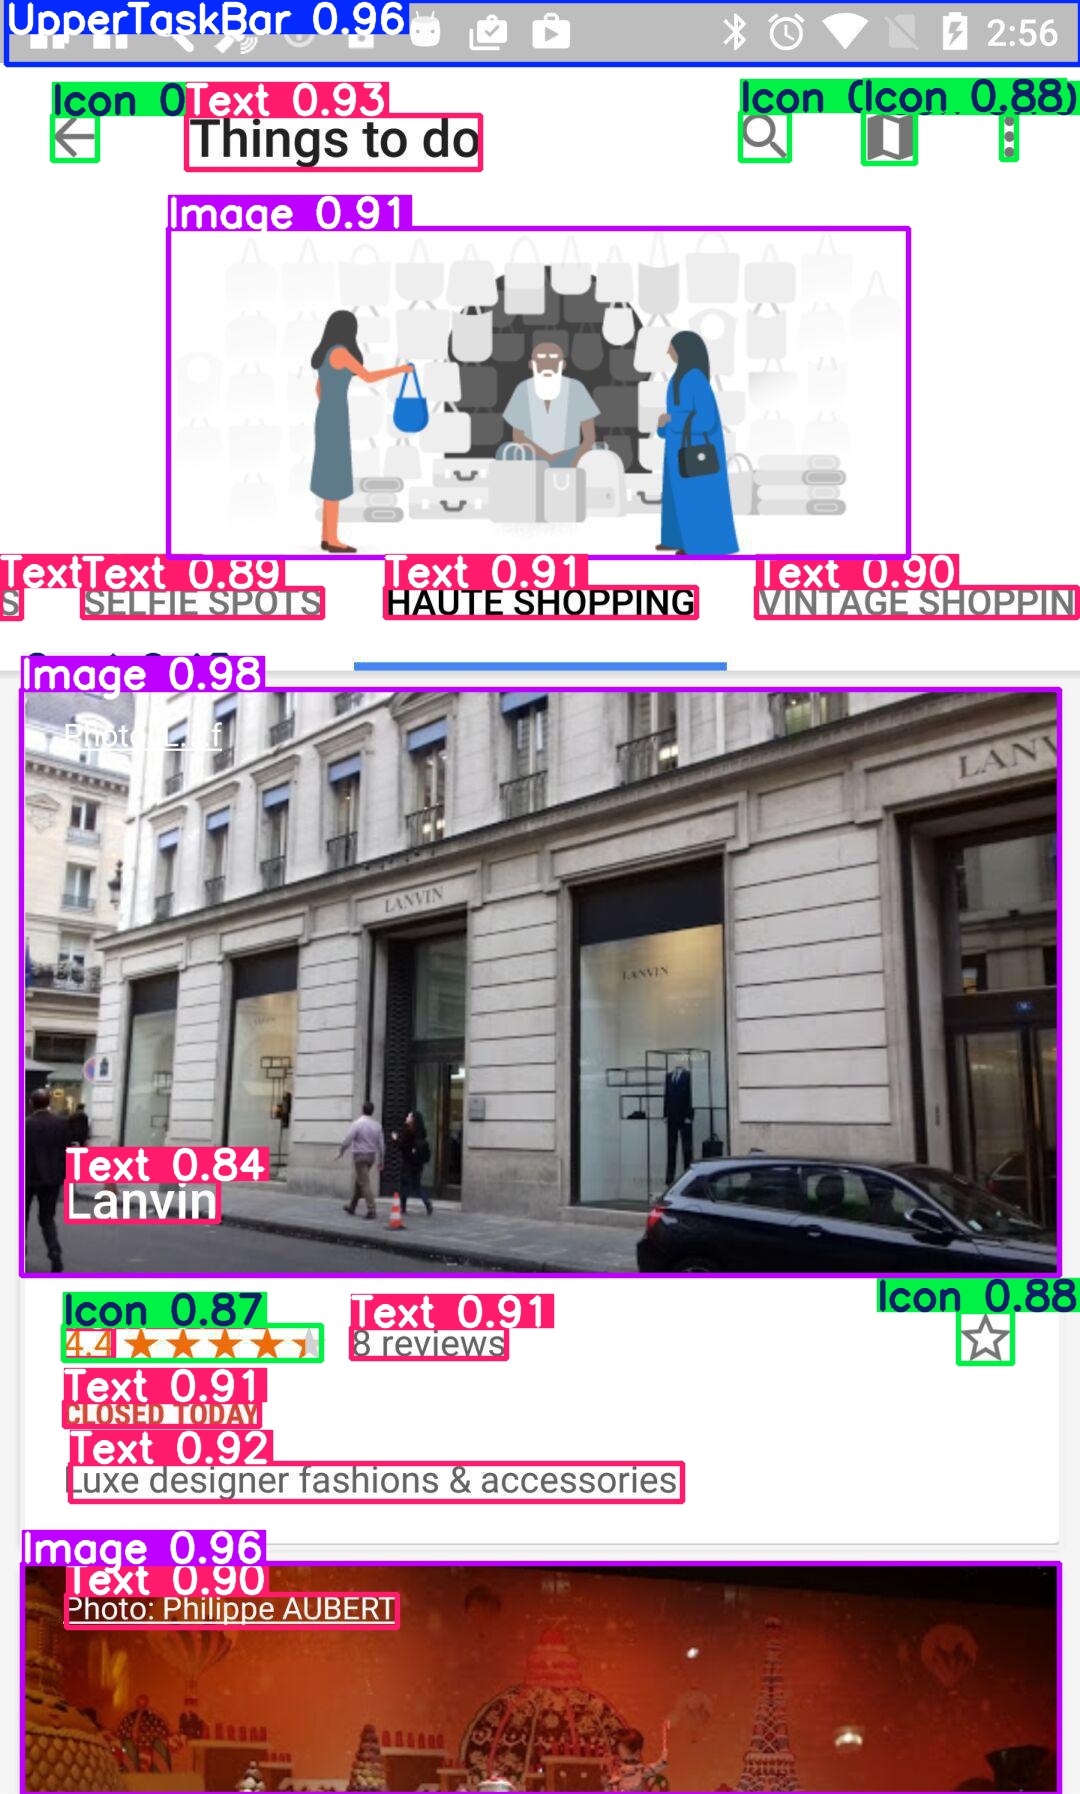 UpperTaskBar 0.96
2:56
Icon 0
Text 0.93
Icon (
Icon 0.88)
Things to do
Image 0.91
Text
Text 0.89
Text 0.91
Text 0.90
S
SELFIE SPOTS
HAUTE SHOPPING
VINTAGE SHOPPIN
Image 0.98
Photo
LANV
LANVIN
LANVIN
Text 0.84
Lanvin
Icon 0.87
Text 0.91
Icon 0.88
4.4
8 reviews
Text 0.91
CLOSED TODAY
Text 0.92
Luxe designer fashions & accessories
Image 0.96
Text 0.90
Photo: Philippe AUBERT